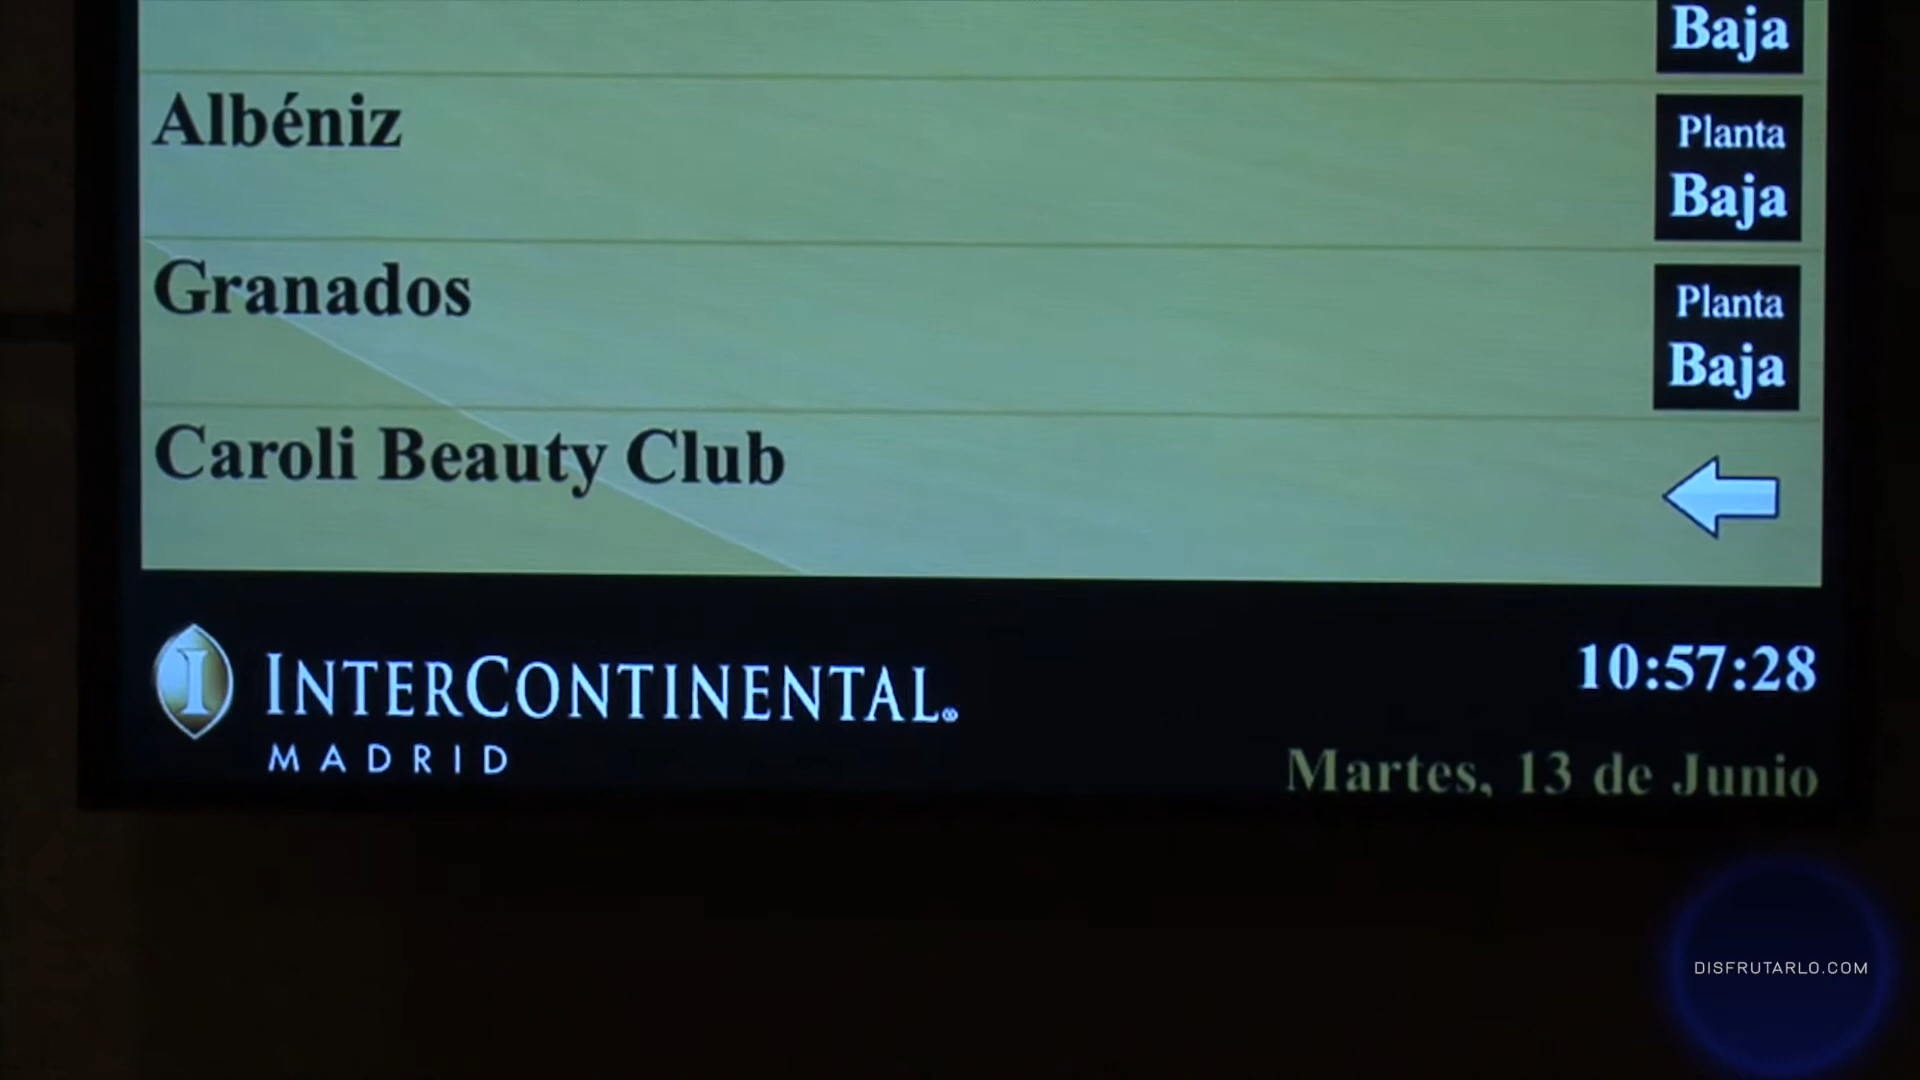 Baja
Albéniz
Planta
Baja
Granados
Planta
Baja
Caroli Beauty Club
I INTERCONTINENTAL®
MADRID
10:57:28
Martes, 13 de Junio
DISFRUTARLO.COM